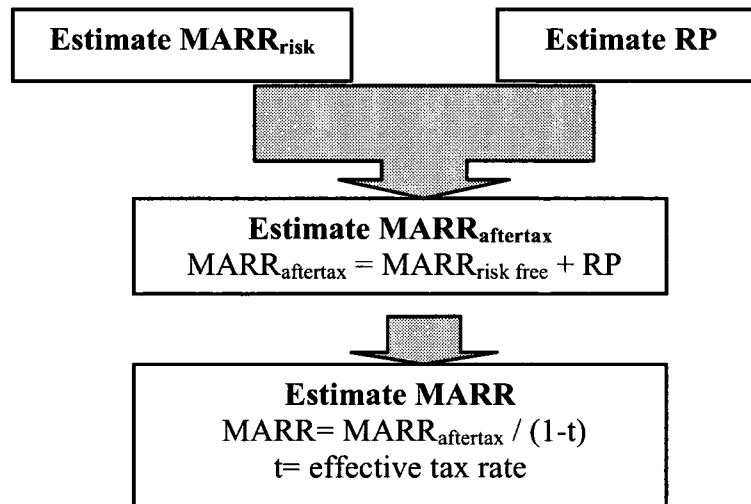 Estimate MARRrisk
Estimate RP
Estimate MARRaftertax
MARRaftertax = MARRrisk free + RP
Estimate MARR
MARR= MARRaftertax / (1-t)
t= effective tax rate